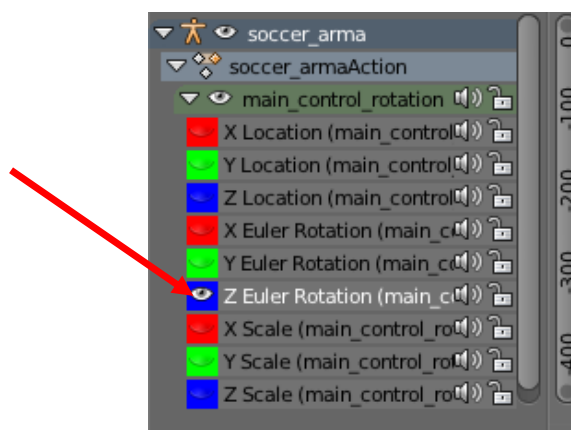 soccer_arma
soccer_armaAction
main_control_rotation
X Location (main_control
Y Location (main_control
Z Location (main_control
X Euler Rotation (main_c
Y Euler Rotation (main_c
Z Euler Rotation (main_c
X Scale (main_control_ro
Y Scale (main_control_ro
Z Scale (main_control_ro
0
-100
-200
-300
-400